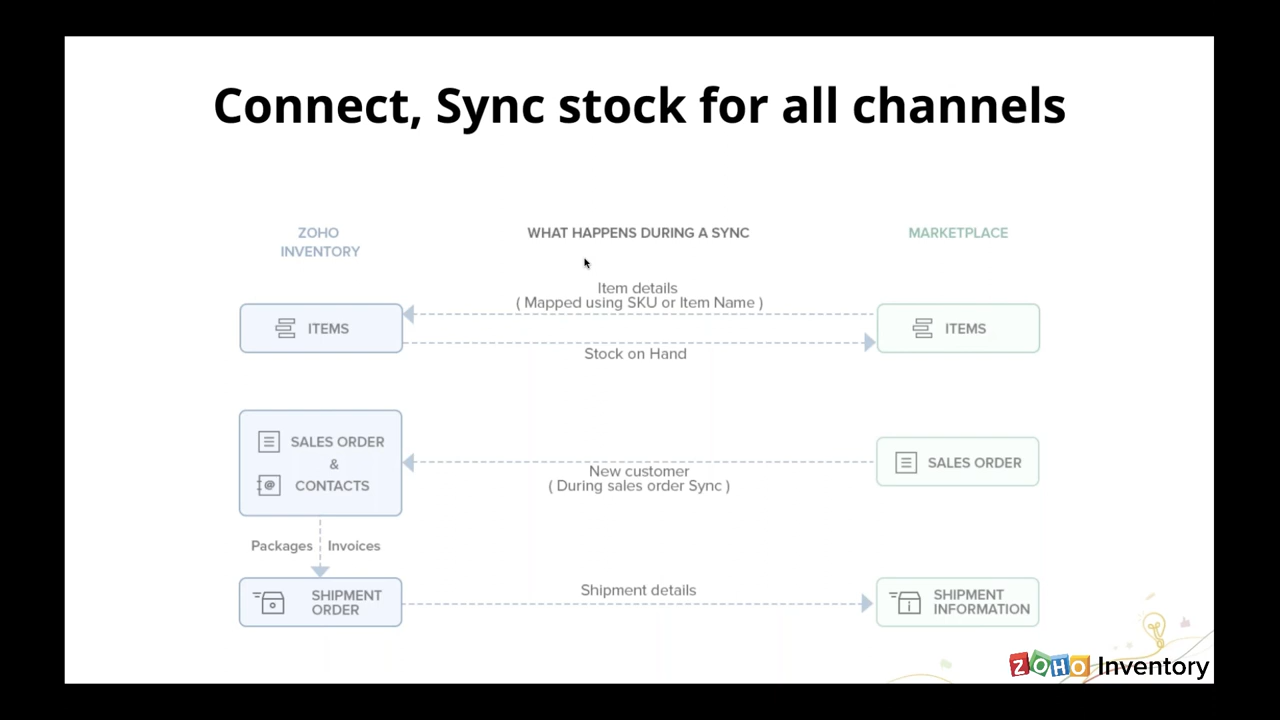 Connect, Sync stock for all channels
ZOHO
INVENTORY
WHAT HAPPENS DURING A SYNC
MARKETPLACE
Item details
( Mapped using SKU or Item Name )
ITEMS
ITEMS
Stock on Hand
SALES ORDER
&
CONTACTS
New customer
( During sales order Sync )
SALES ORDER
Packages
Invoices
SHIPMENT
ORDER
Shipment details
SHIPMENT
INFORMATION
ZOHO Inventory